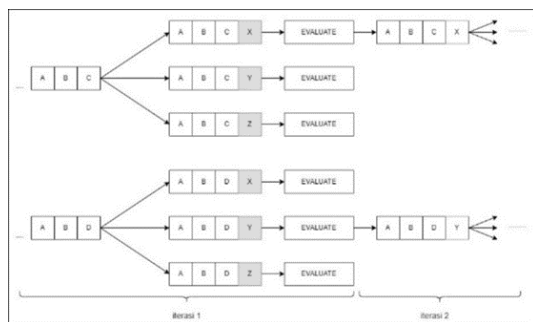 A B C X EVALUATE A B C X ......
... A B C A B C Y EVALUATE
A B C Z EVALUATE
A B D X EVALUATE
... A B D A B D Y EVALUATE A B D Y ......
A B D Z EVALUATE
iterasi 1 iterasi 2